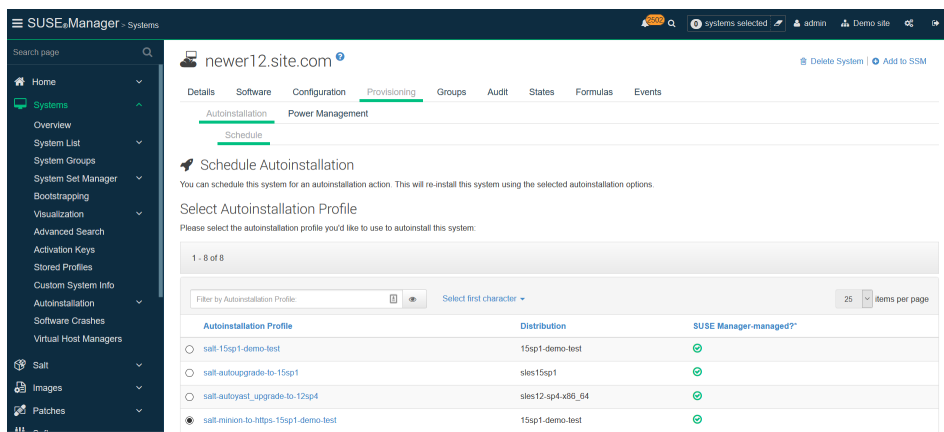 SUSE®Manager > Systems
2502
0 systems selected
admin
Demo site
Search page
Home
Systems
Overview
System List
System Groups
System Set Manager
Bootstrapping
Visualization
Advanced Search
Activation Keys
Stored Profiles
Custom System Info
Autoinstallation
Software Crashes
Virtual Host Managers
Salt
Images
Patches
newer12.site.com ?
Delete System | Add to SSM
Details Software Configuration Provisioning Groups Audit States Formulas Events
Autoinstallation Power Management
Schedule
Schedule Autoinstallation
You can schedule this system for an autoinstallation action. This will re-install this system using the selected autoinstallation options.
Select Autoinstallation Profile
Please select the autoinstallation profile you'd like to use to autoinstall this system:
1 - 8 of 8
Filter by Autoinstallation Profile:
Select first character
25 items per page
Autoinstallation Profile Distribution SUSE Manager-managed?*
salt-15sp1-demo-test 15sp1-demo-test
salt-autoupgrade-to-15sp1 sles15sp1
salt-autoyast_upgrade-to-12sp4 sles12-sp4-x86_64
salt-minion-to-https-15sp1-demo-test 15sp1-demo-test